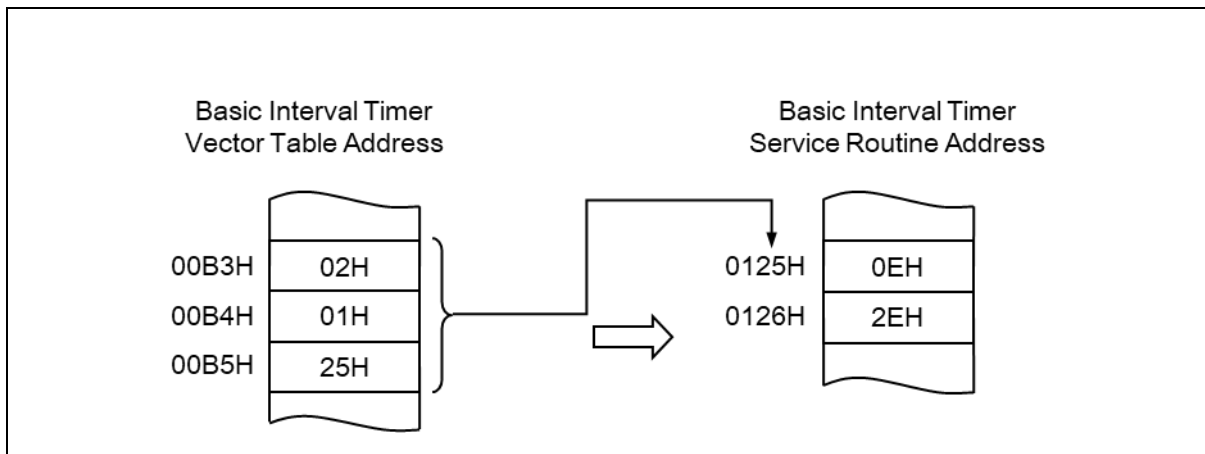 Basic Interval Timer
Vector Table Address
00B3H 02H
00B4H 01H
00B5H 25H
Basic Interval Timer
Service Routine Address
0125H 0EH
0126H 2EH